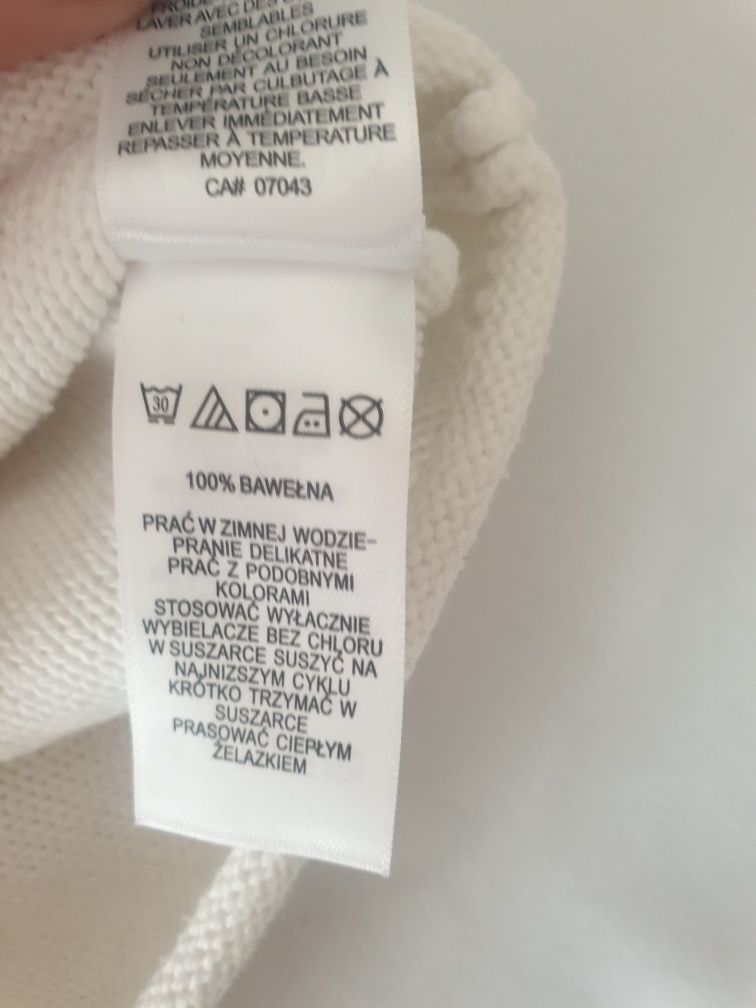 LAVER AVEC DES
SEMBLABLES
UTILISER UN CHLORURE
NON DÉCOLORANT
SEULEMENT AU BESOIN
SÉCHER PAR CULBUTAGE À
TEMPÉRATURE BASSE
ENLEVER IMMÉDIATEMENT
REPASSER À TEMPERATURE
MOYENNE.
CA# 07043
30
100% BAWEŁNA
PRAĆ W ZIMNEJ WODZIE-
PRANIE DELIKATNE
PRAĆ Z PODOBNYMI
KOLORAMI
STOSOWAĆ WYŁACZNIE
WYBIELACZE BEZ CHLORU
W SUSZARCE SUSZYĆ NA
NAJNIZSZYM CYKLU
KRÓTKO TRZYMAĆ W
SUSZARCE
PRASOWAĆ CIEPŁYM
ŻELAZKIEM